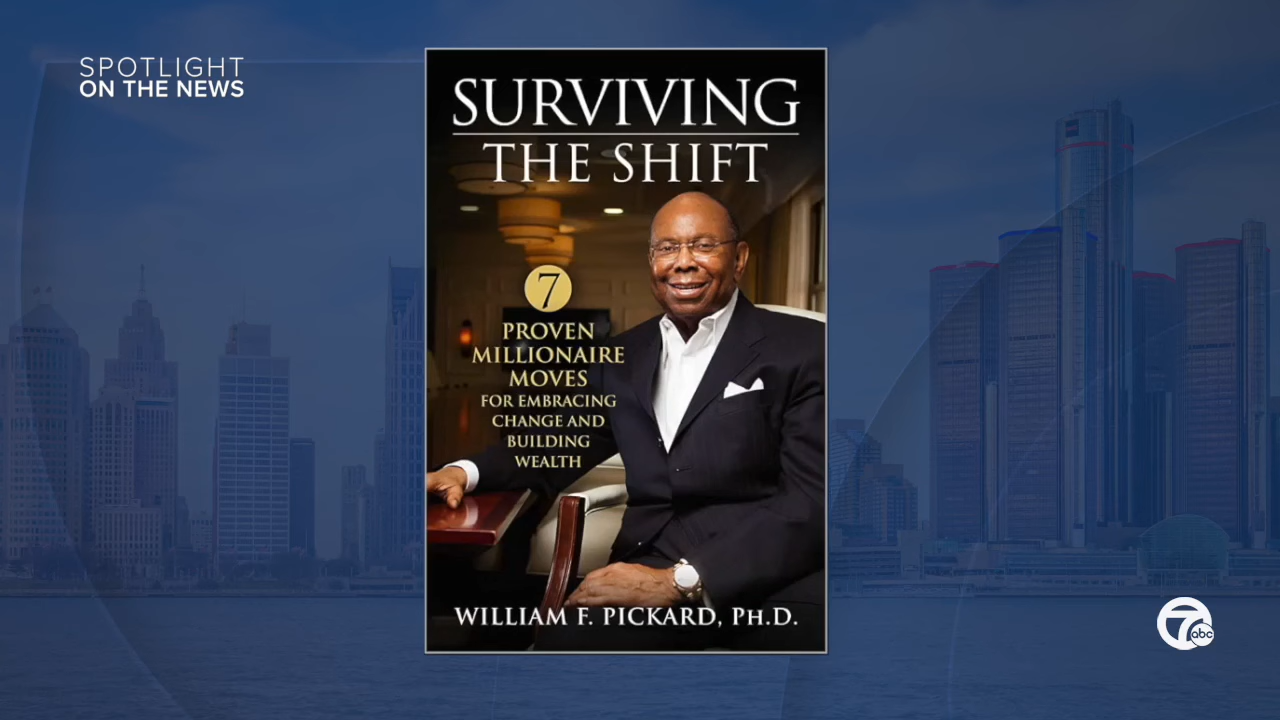 SPOTLIGHT
ON THE NEWS
SURVIVING
THE SHIFT
7
PROVEN
MILLIONAIRE
MOVES
FOR EMBRACING
CHANGE AND
BUILDING
WEALTH
WILLIAM F. PICKARD, PH.D.
7 abc